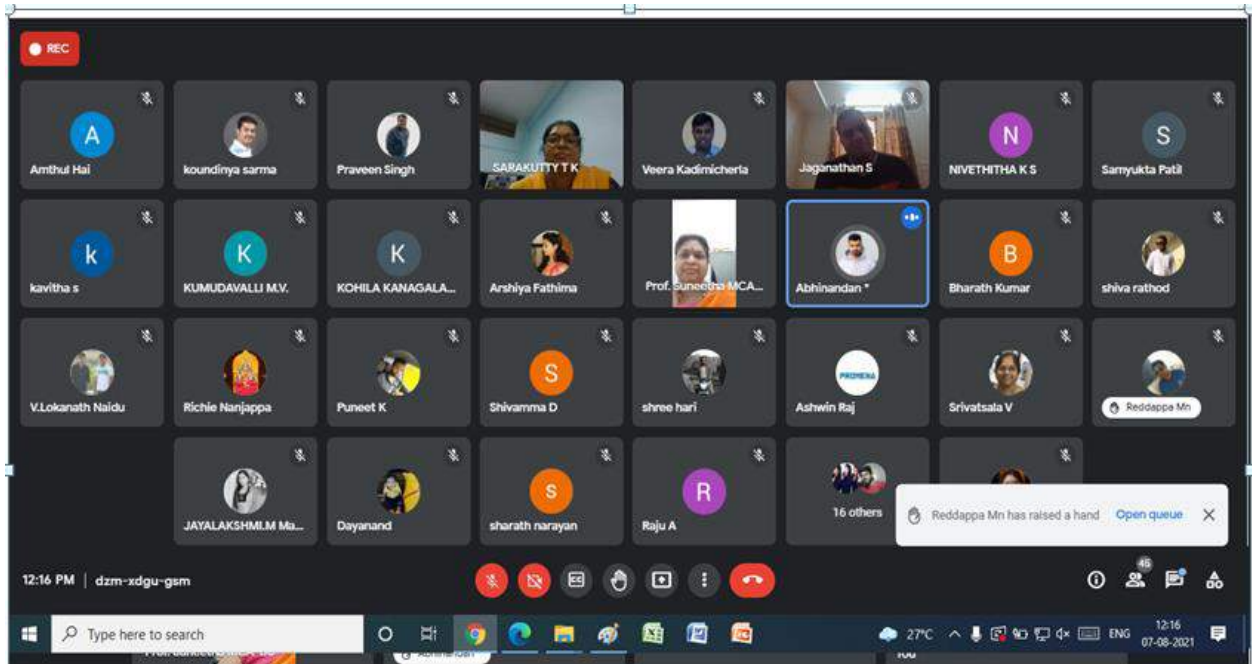 REC
A
Amthul Hai
koundinya sarma
Praveen Singh
SARAKUTTY T K
Veera Kadimicherla
Jaganathan S
N
NIVETHITHA K S
S
Samyukta Patil
k
kavitha s
K
KUMUDAVALLI M.V.
K
KOHILA KANAGALA...
Arshiya Fathima
Prof. Suneetha MCA...
Abhinandan *
B
Bharath Kumar
shiva rathod
V.Lokanath Naidu
Richie Nanjappa
Puneet K
S
Shivamma D
shree hari
Ashwin Raj
Srivatsala V
Reddappa Mn
JAYALAKSHMI.M Ma...
Dayanand
s
sharath narayan
R
Raju A
16 others
Reddappa Mn has raised a hand Open queue
12:16 PM | dzm-xdgu-gsm
CC
45
Type here to search
27°C
ENG
12:16
07-08-2021